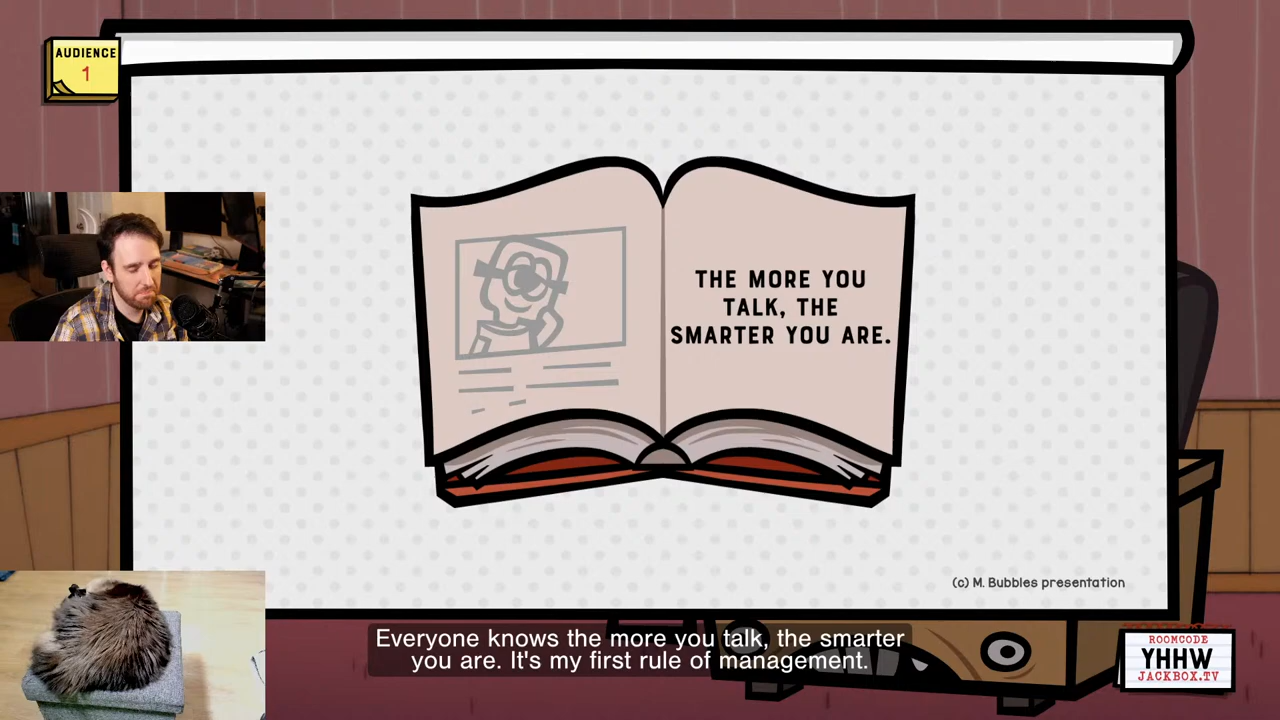 AUDIENCE
1
THE MORE YOU
TALK, THE
SMARTER YOU ARE.
(c) M. Bubbles presentation
Everyone knows the more you talk, the smarter
you are. It's my first rule of management.
ROOMCODE
YHHW
JACKBOX.TV